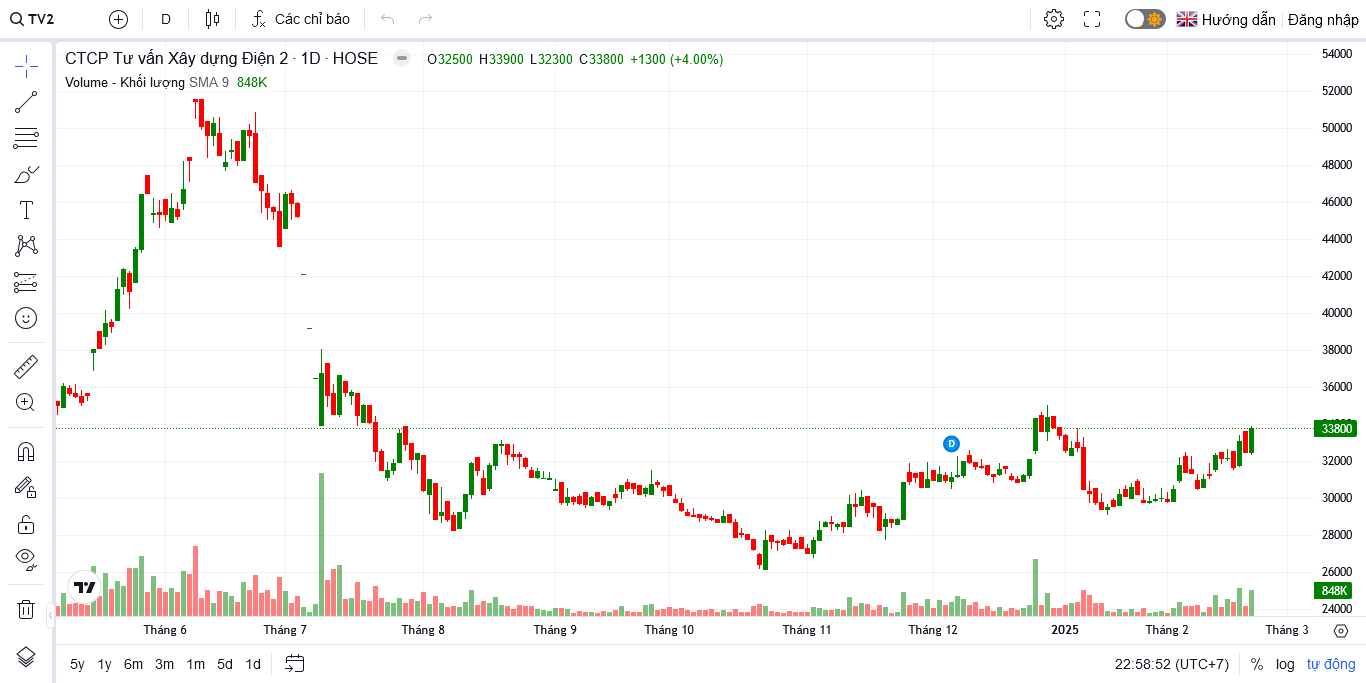 TV2 D Các chỉ báo Hướng dẫn Đăng nhập
CTCP Tư vấn Xây dựng Điện 2 · 1D · HOSE O32500 H33900 L32300 C33800 +1300 (+4.00%)
Volume - Khối lượng SMA 9 848K
54000
52000
50000
48000
46000
44000
42000
40000
38000
36000
33800
32000
30000
28000
26000
848K
24000
D
Tháng 6 Tháng 7 Tháng 8 Tháng 9 Tháng 10 Tháng 11 Tháng 12 2025 Tháng 2 Tháng 3
5y 1y 6m 3m 1m 5d 1d 22:58:52 (UTC+7) % log tự động